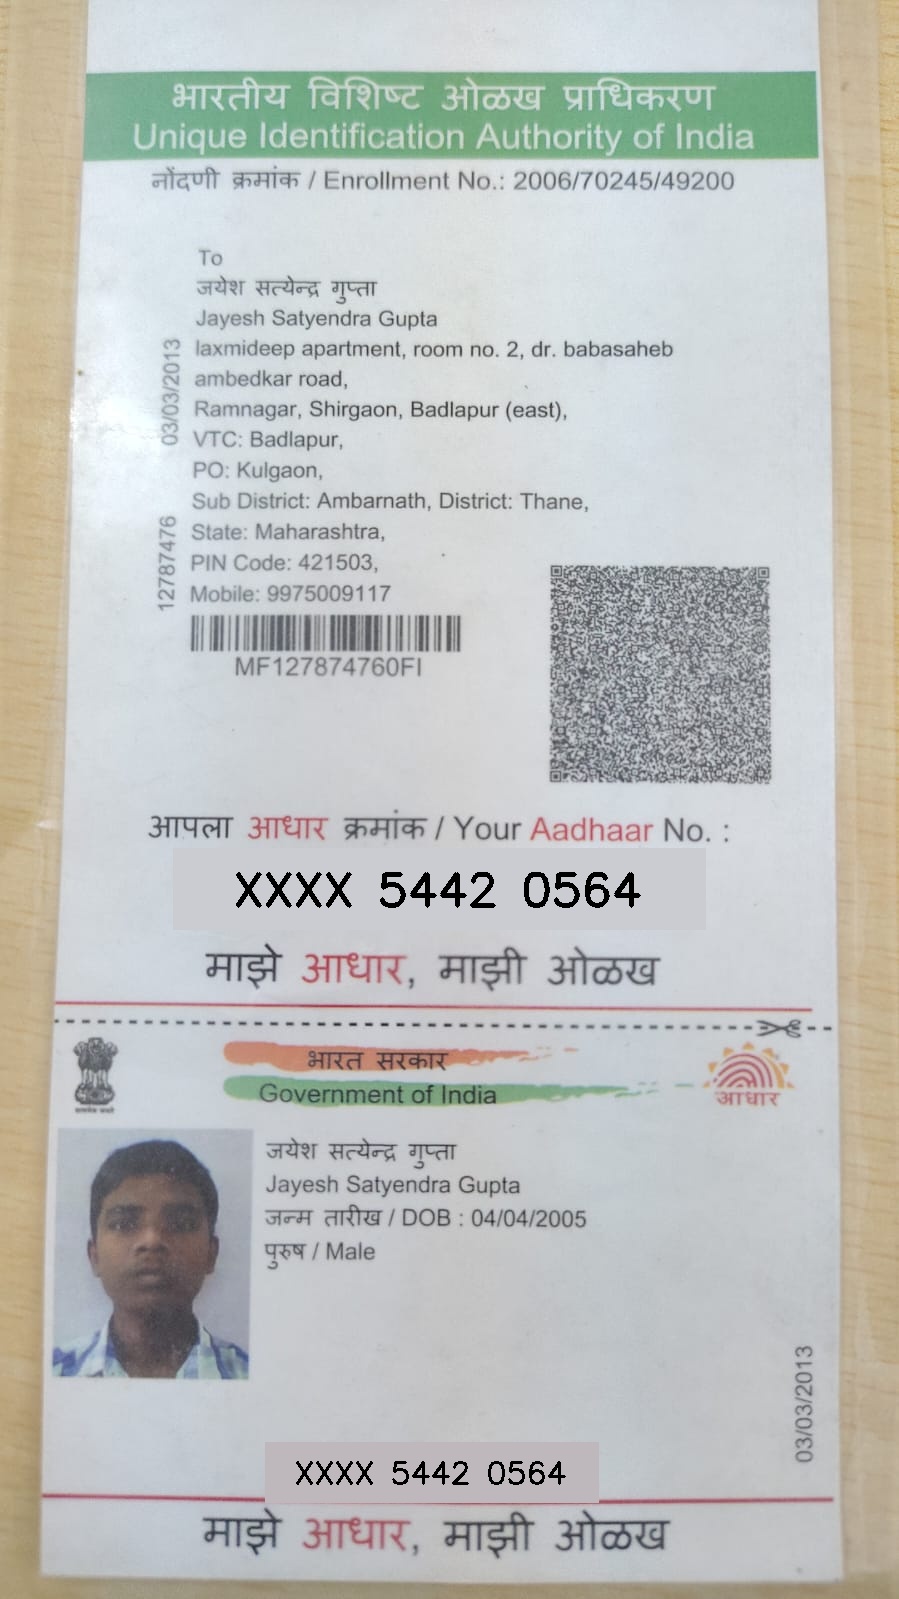 भारतीय विशिष्ट ओळख प्राधिकरण
Unique Identification Authority of India
नोंदणी क्रमांक / Enrollment No.: 2006/70245/49200
To
जयेश सत्येन्द्र गुप्ता
Jayesh Satyendra Gupta
laxmideep apartment, room no. 2, dr. babasaheb
ambedkar road,
Ramnagar, Shirgaon, Badlapur (east),
VTC: Badlapur,
PO: Kulgaon,
Sub District: Ambarnath, District: Thane,
State: Maharashtra,
PIN Code: 421503,
Mobile: 9975009117
03/03/2013
12787476
MF127874760FI
आपला आधार क्रमांक / Your Aadhaar No. :
XXXX 5442 0564
माझे आधार, माझी ओळख
भारत सरकार
Government of India
आधार
जयेश सत्येन्द्र गुप्ता
Jayesh Satyendra Gupta
जन्म तारीख / DOB : 04/04/2005
पुरुष / Male
03/03/2013
XXXX 5442 0564
माझे आधार, माझी ओळख